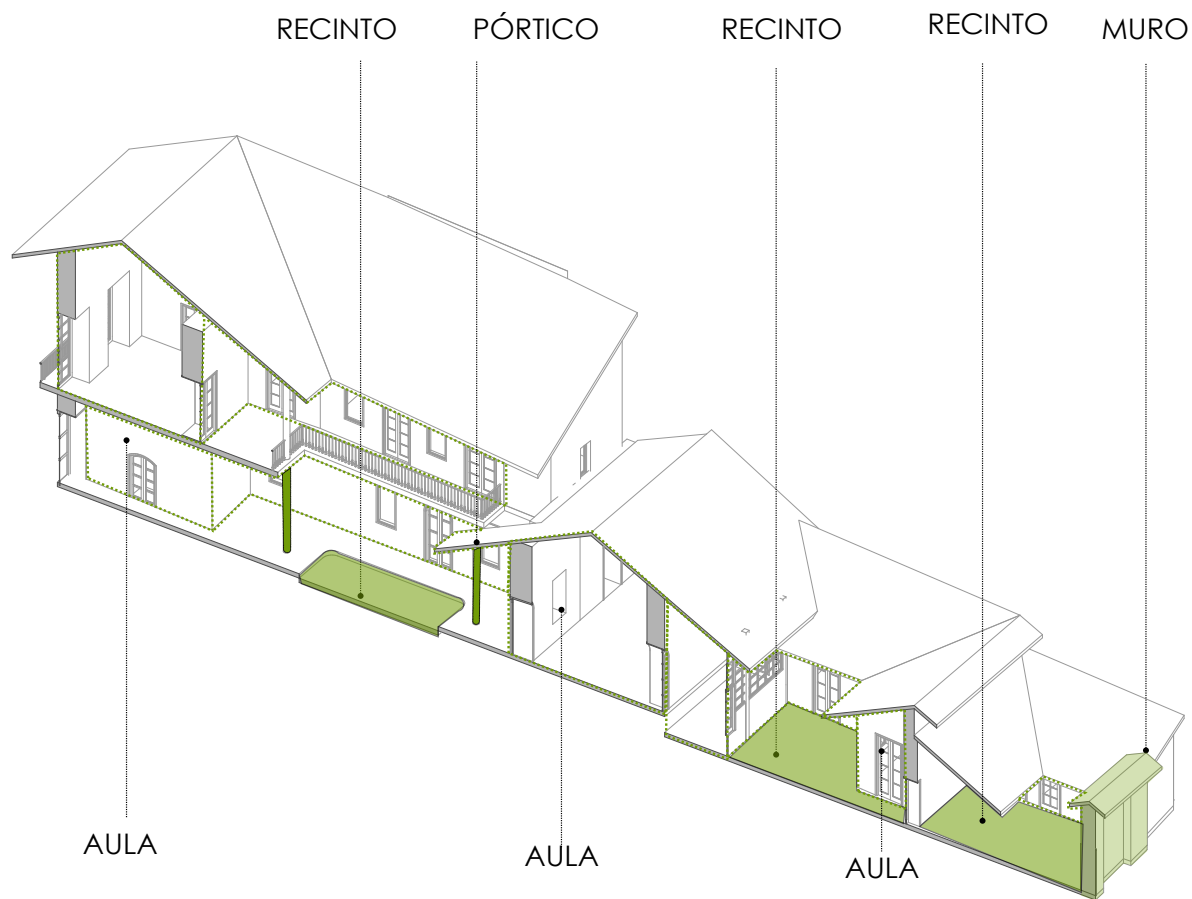 RECINTO
PÓRTICO
RECINTO
RECINTO
MURO
AULA
AULA
AULA